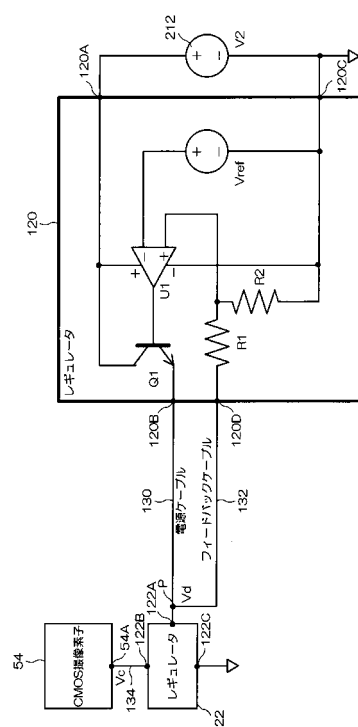 54
CMOS撮像素子
Vc
54A
134
122B
レギュレータ
122A
P
Vd
122C
22
130
電源ケーブル
132
フィードバックケーブル
120
レギュレータ
120B
120D
Q1
U1
+
−
−
+
R1
R2
+
−
Vref
120A
120C
212
+
−
V2